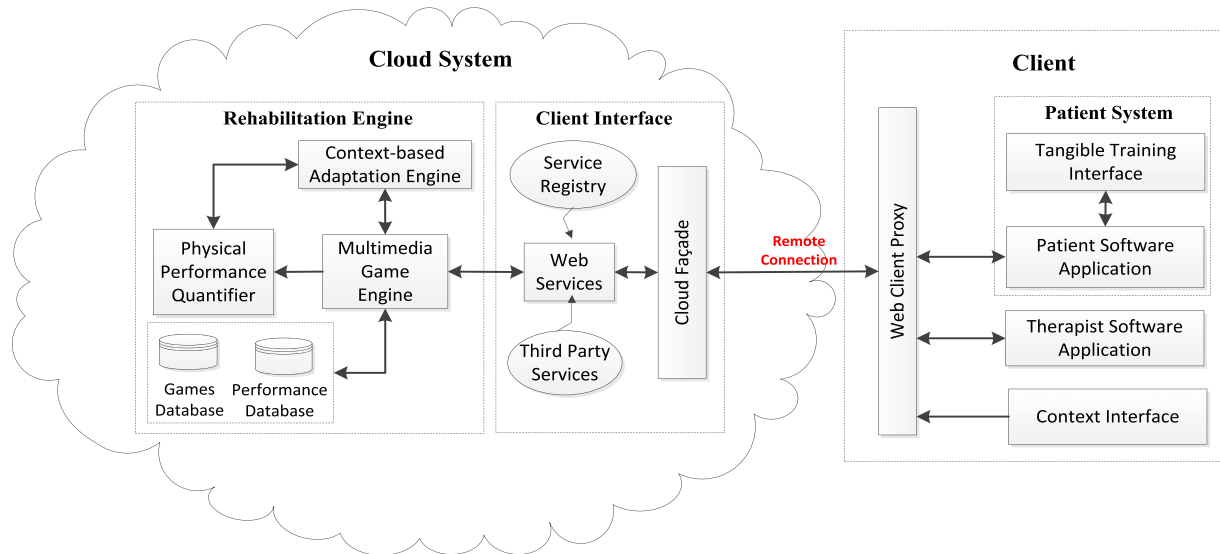 Cloud System
Rehabilitation Engine
Context-based
Adaptation Engine
Physical
Performance
Quantifier
Multimedia
Game
Engine
Games
Database
Performance
Database
Client Interface
Service
Registry
Web
Services
Third Party
Services
Cloud Façade
Remote
Connection
Client
Web Client Proxy
Patient System
Tangible Training
Interface
Patient Software
Application
Therapist Software
Application
Context Interface